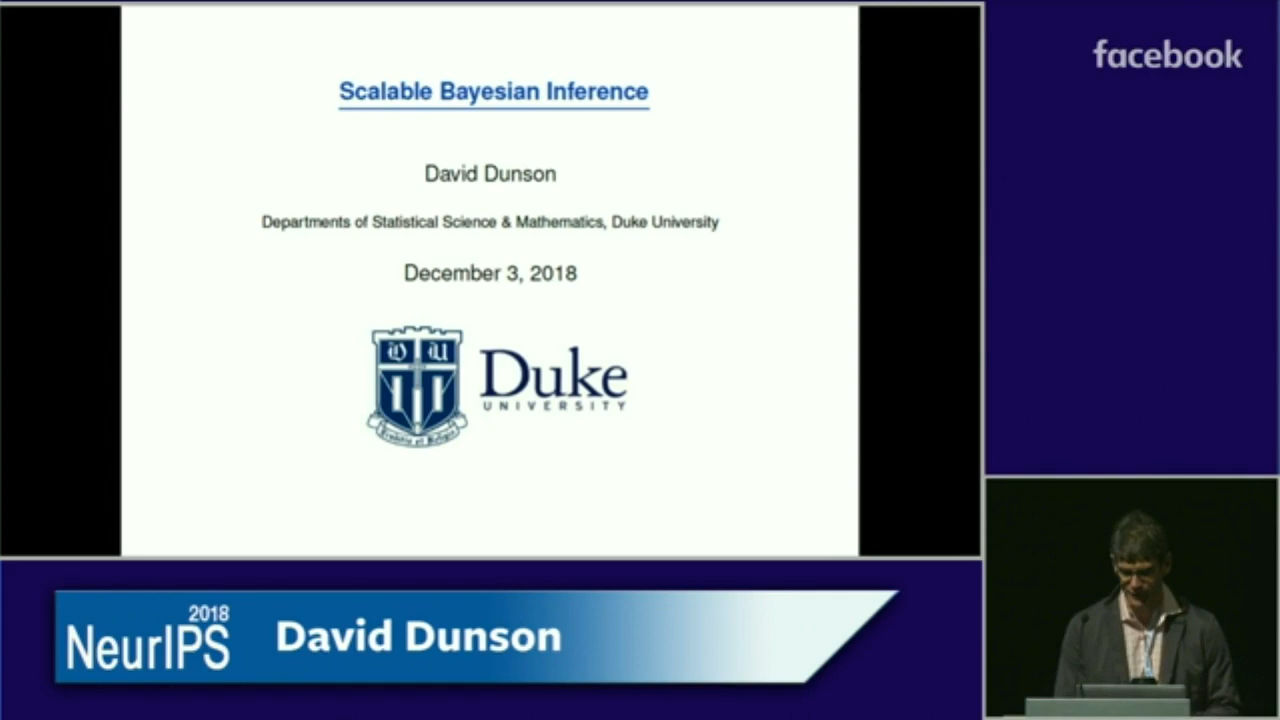 Scalable Bayesian Inference
David Dunson
Departments of Statistical Science & Mathematics, Duke University
December 3, 2018
D U
Duke
UNIVERSITY
facebook
2018
NeurIPS
David Dunson